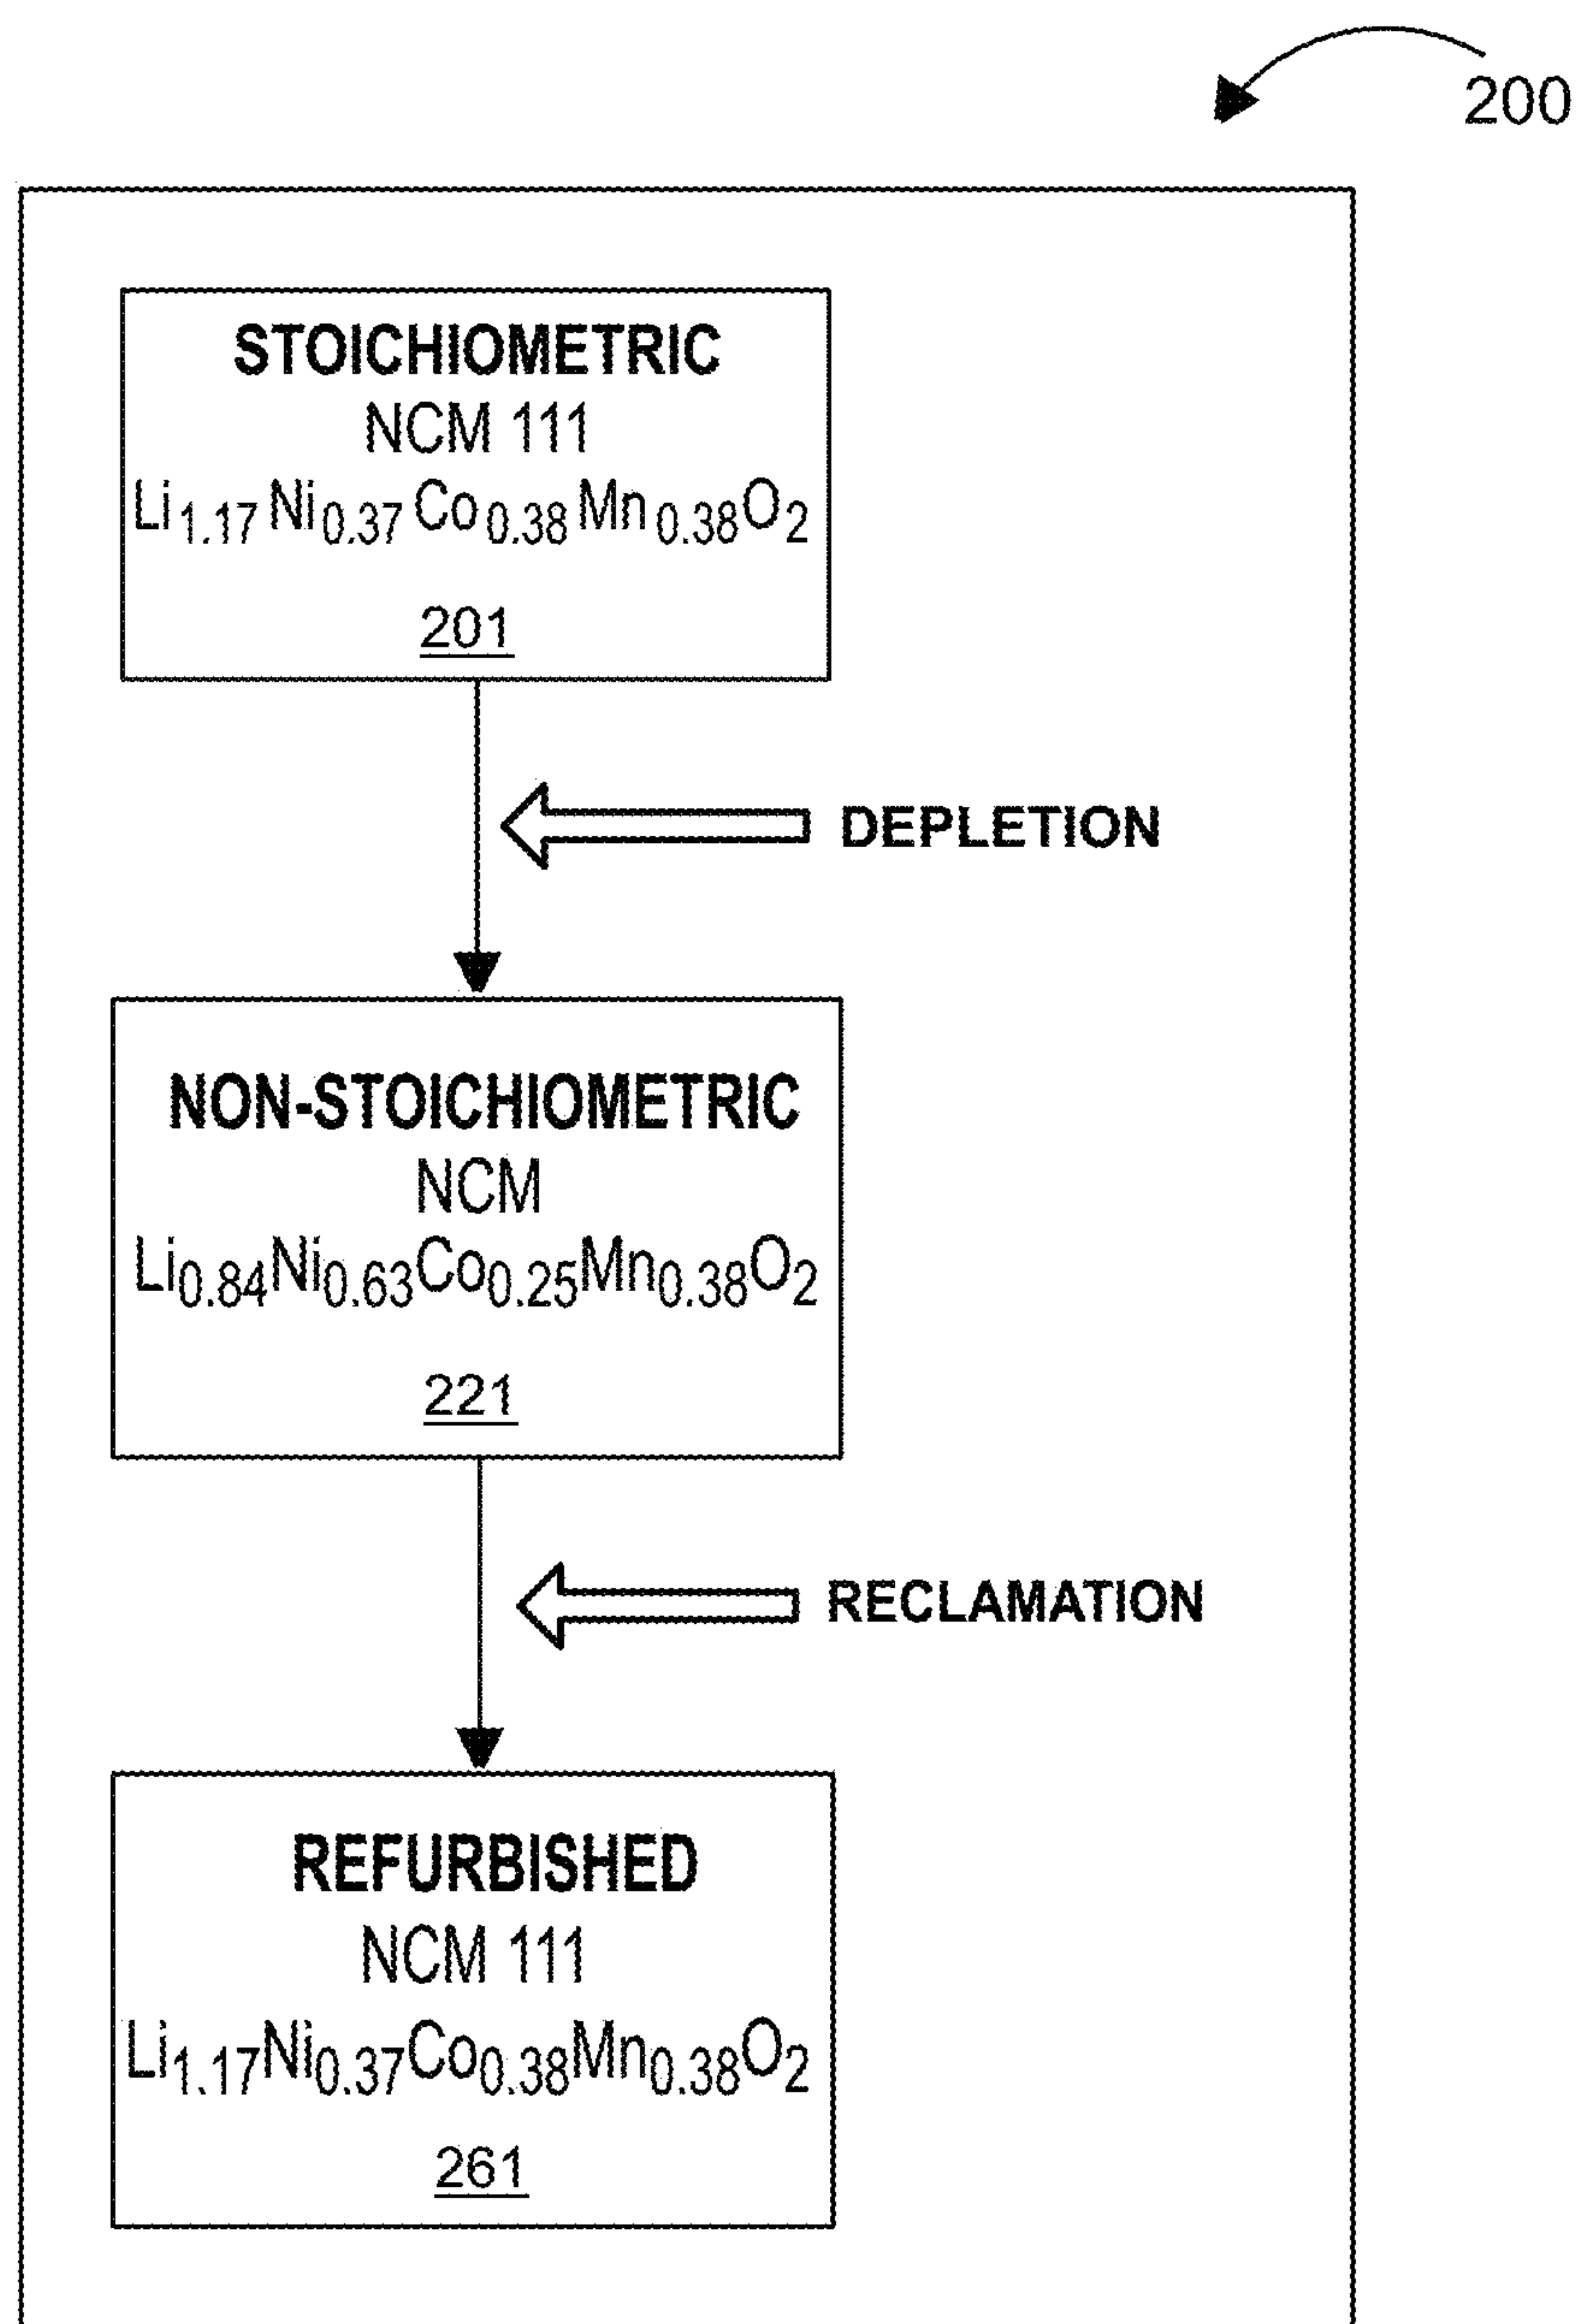 200
STOICHIOMETRIC
NCM 111
Li1.17Ni0.37Co0.38Mn0.38O2
201
DEPLETION
NON-STOICHIOMETRIC
NCM
Li0.84Ni0.63Co0.25Mn0.38O2
221
RECLAMATION
REFURBISHED
NCM 111
Li1.17Ni0.37Co0.38Mn0.38O2
261